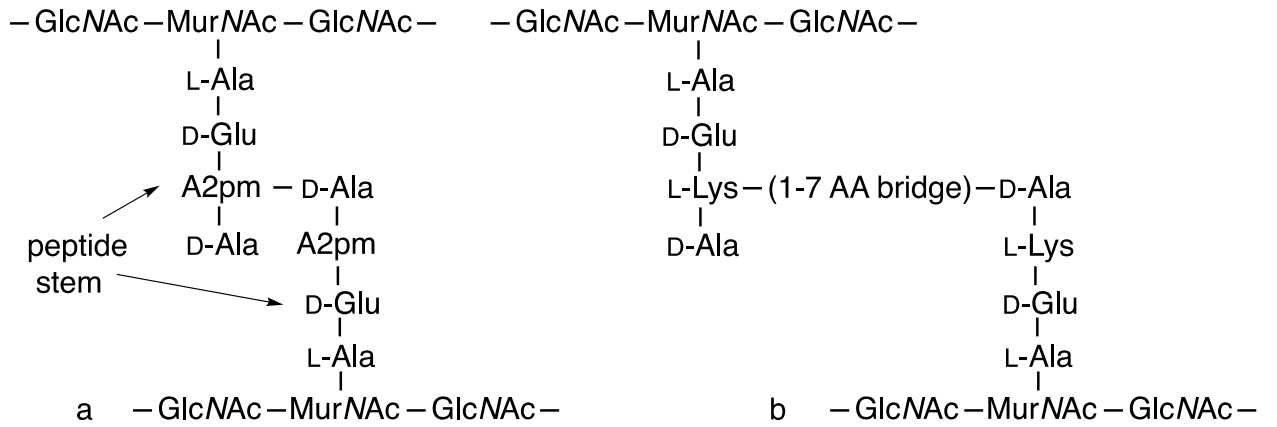 – GlcNAc – MurNAc – GlcNAc –
L-Ala
D-Glu
A2pm – D-Ala
D-Ala A2pm
peptide
stem
D-Glu
L-Ala
a – GlcNAc – MurNAc – GlcNAc –
– GlcNAc – MurNAc – GlcNAc –
L-Ala
D-Glu
L-Lys – (1-7 AA bridge) – D-Ala
D-Ala L-Lys
D-Glu
L-Ala
b – GlcNAc – MurNAc – GlcNAc –